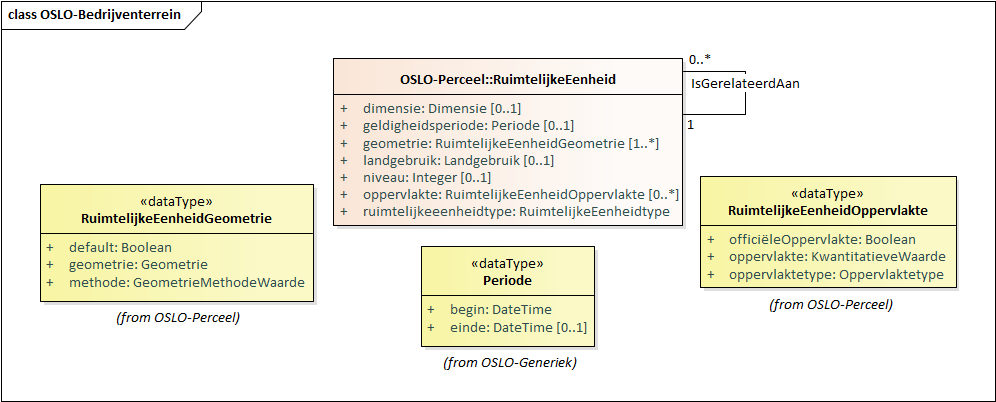 class OSLO-Bedrijventerrein
OSLO-Perceel::RuimtelijkeEenheid
+ dimensie: Dimensie [0..1]
+ geldigheidsperiode: Periode [0..1]
+ geometrie: RuimtelijkeEenheidGeometrie [1..*]
+ landgebruik: Landgebruik [0..1]
+ niveau: Integer [0..1]
+ oppervlakte: RuimtelijkeEenheidOppervlakte [0..*]
+ ruimtelijkeeenheidtype: RuimtelijkeEenheidtype
0..*
IsGerelateerdAan
1
«dataType»
RuimtelijkeEenheidGeometrie
+ default: Boolean
+ geometrie: Geometrie
+ methode: GeometrieMethodeWaarde
(from OSLO-Perceel)
«dataType»
Periode
+ begin: DateTime
+ einde: DateTime [0..1]
(from OSLO-Generiek)
«dataType»
RuimtelijkeEenheidOppervlakte
+ officiëleOppervlakte: Boolean
+ oppervlakte: KwantitatieveWaarde
+ oppervlaktetype: Oppervlaktetype
(from OSLO-Perceel)